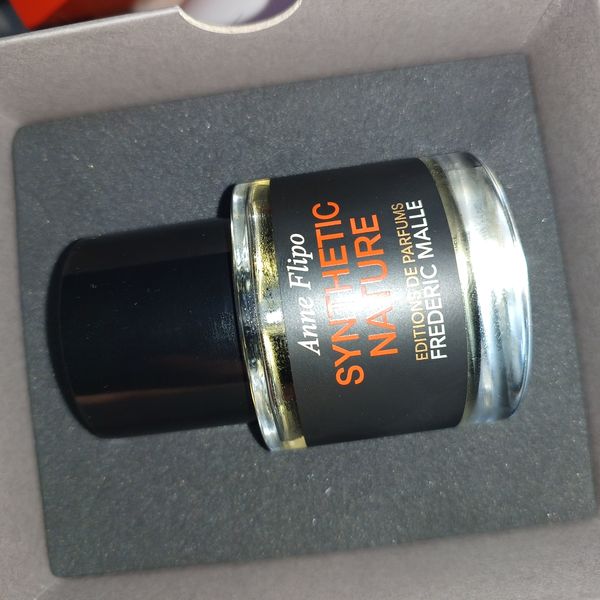 Anne Flipo
SYNTHETIC
NATURE
EDITIONS DE PARFUMS
FREDERIC MALLE